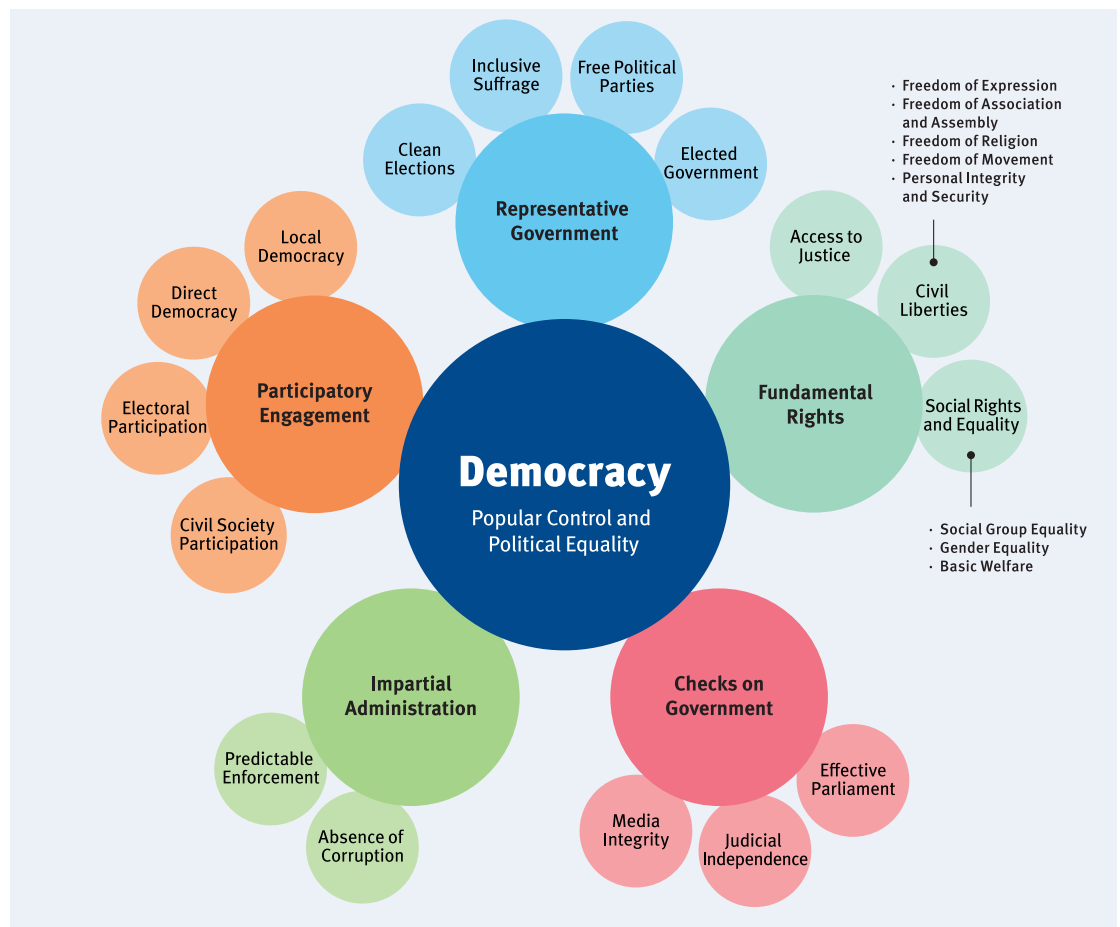 Inclusive
Suffrage
Free Political
Parties
Clean
Elections
Elected
Government
Representative
Government
· Freedom of Expression
· Freedom of Association
and Assembly
· Freedom of Religion
· Freedom of Movement
· Personal Integrity
and Security
Access to
Justice
Civil
Liberties
Social Rights
and Equality
Fundamental
Rights
· Social Group Equality
· Gender Equality
· Basic Welfare
Local
Democracy
Direct
Democracy
Electoral
Participation
Civil Society
Participation
Participatory
Engagement
Democracy
Popular Control and
Political Equality
Impartial
Administration
Predictable
Enforcement
Absence of
Corruption
Checks on
Government
Effective
Parliament
Media
Integrity
Judicial
Independence